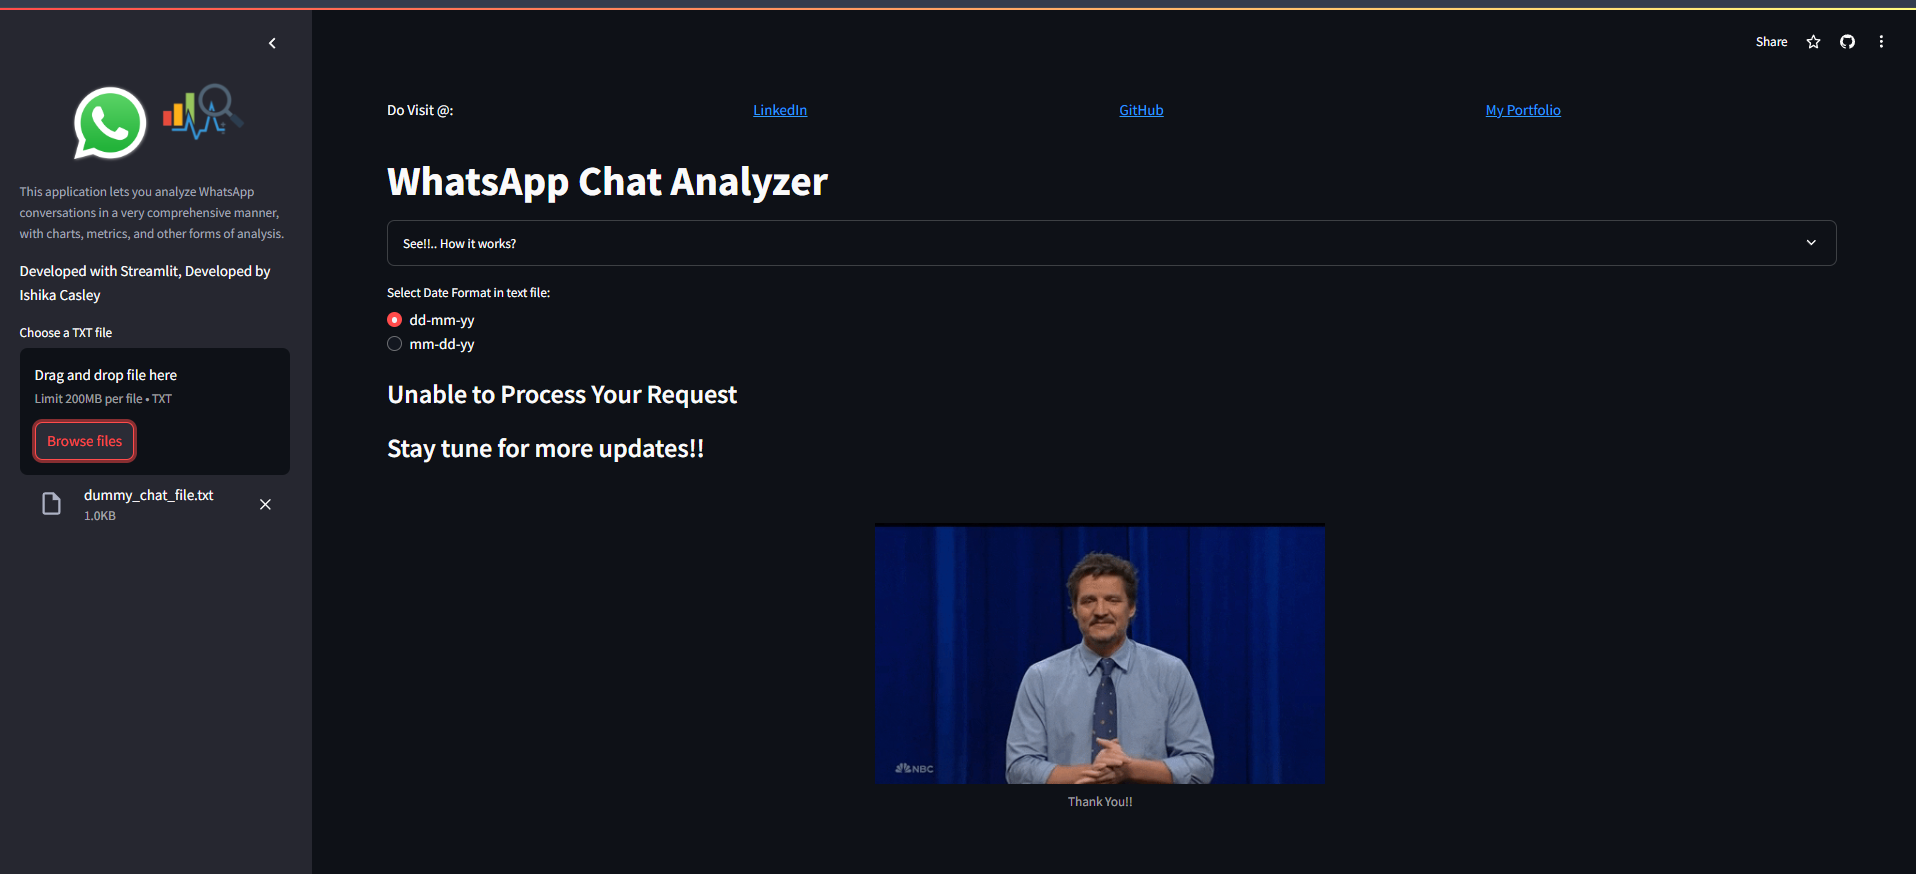 This application lets you analyze WhatsApp
conversations in a very comprehensive manner,
with charts, metrics, and other forms of analysis.
Developed with Streamlit, Developed by
Ishika Casley
Choose a TXT file
Drag and drop file here
Limit 200MB per file • TXT
Browse files
dummy_chat_file.txt
1.0KB
Share
Do Visit @:
LinkedIn
GitHub
My Portfolio
WhatsApp Chat Analyzer
See!!.. How it works?
Select Date Format in text file:
dd-mm-yy
mm-dd-yy
Unable to Process Your Request
Stay tune for more updates!!
NBC
Thank You!!